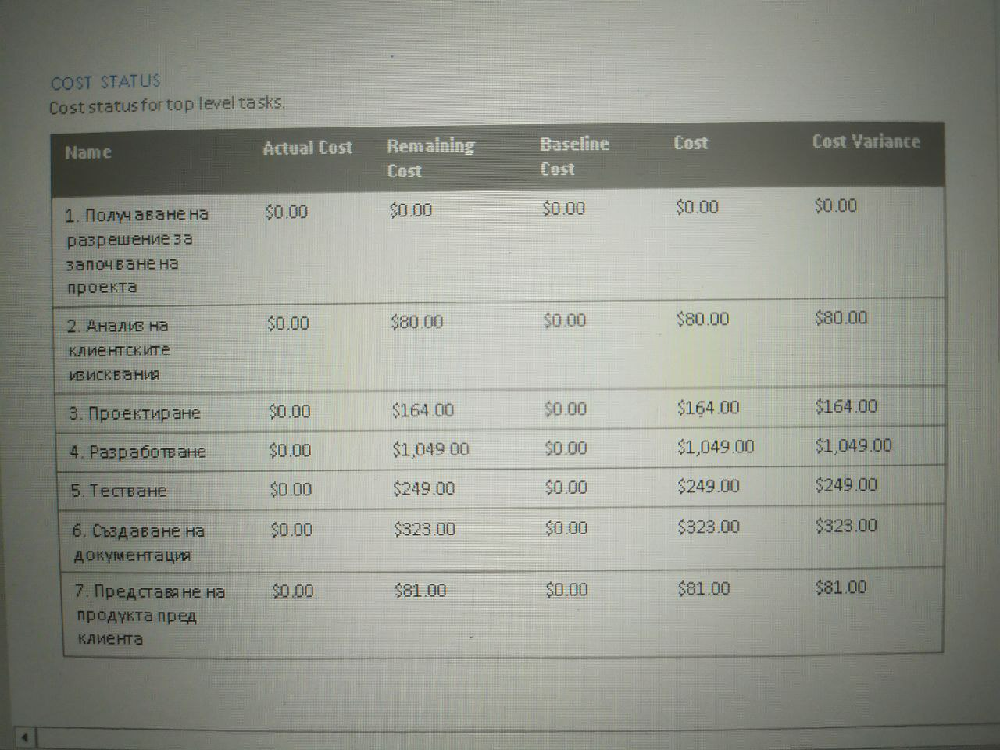 COST STATUS
Cost status for top level tasks.
Name Actual Cost Remaining Cost Baseline Cost Cost Cost Variance
1. Получаване на разрешение за започване на проекта $0.00 $0.00 $0.00 $0.00 $0.00
2. Анализ на клиентските изисквания $0.00 $80.00 $0.00 $80.00 $80.00
3. Проектиране $0.00 $164.00 $0.00 $164.00 $164.00
4. Разработване $0.00 $1,049.00 $0.00 $1,049.00 $1,049.00
5. Тестване $0.00 $249.00 $0.00 $249.00 $249.00
6. Създаване на документация $0.00 $323.00 $0.00 $323.00 $323.00
7. Представяне на продукта пред клиента $0.00 $81.00 $0.00 $81.00 $81.00